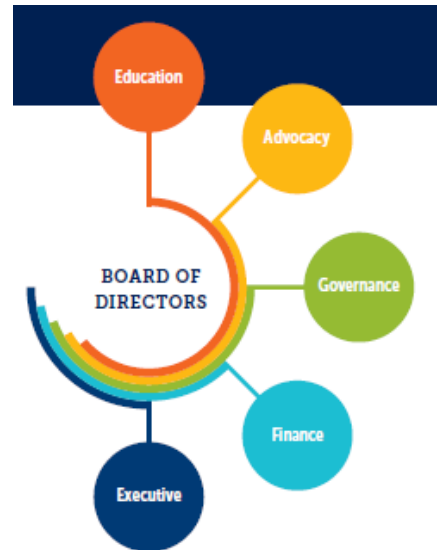 Education
Advocacy
BOARD OF
DIRECTORS
Governance
Finance
Executive